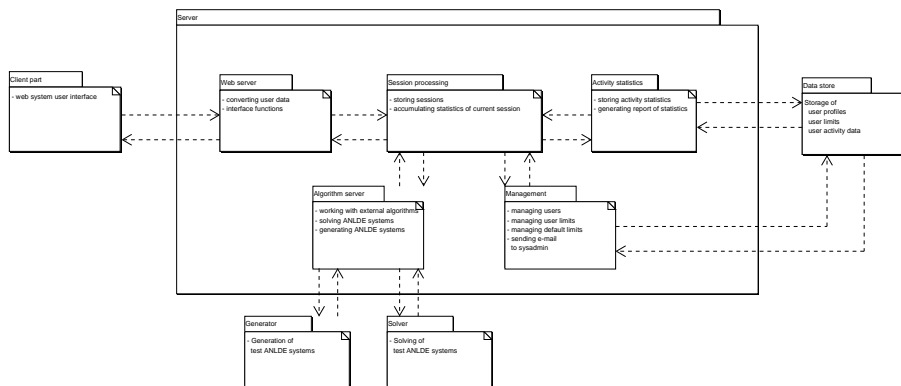 Server
Client part
- web system user interface
Web server
- converting user data
- interface functions
Session processing
- storing sessions
- accumulating statistics of current session
Activity statistics
- storing activity statistics
- generating report of statistics
Data store
Storage of
user profiles
user limits
user activity data
Algorithm server
- working with external algorithms
- solving ANLDE systems
- generating ANLDE systems
Management
- managing users
- managing user limits
- managing default limits
- sending e-mail
to sysadmin
Generator
- Generation of
test ANLDE systems
Solver
- Solving of
test ANLDE systems